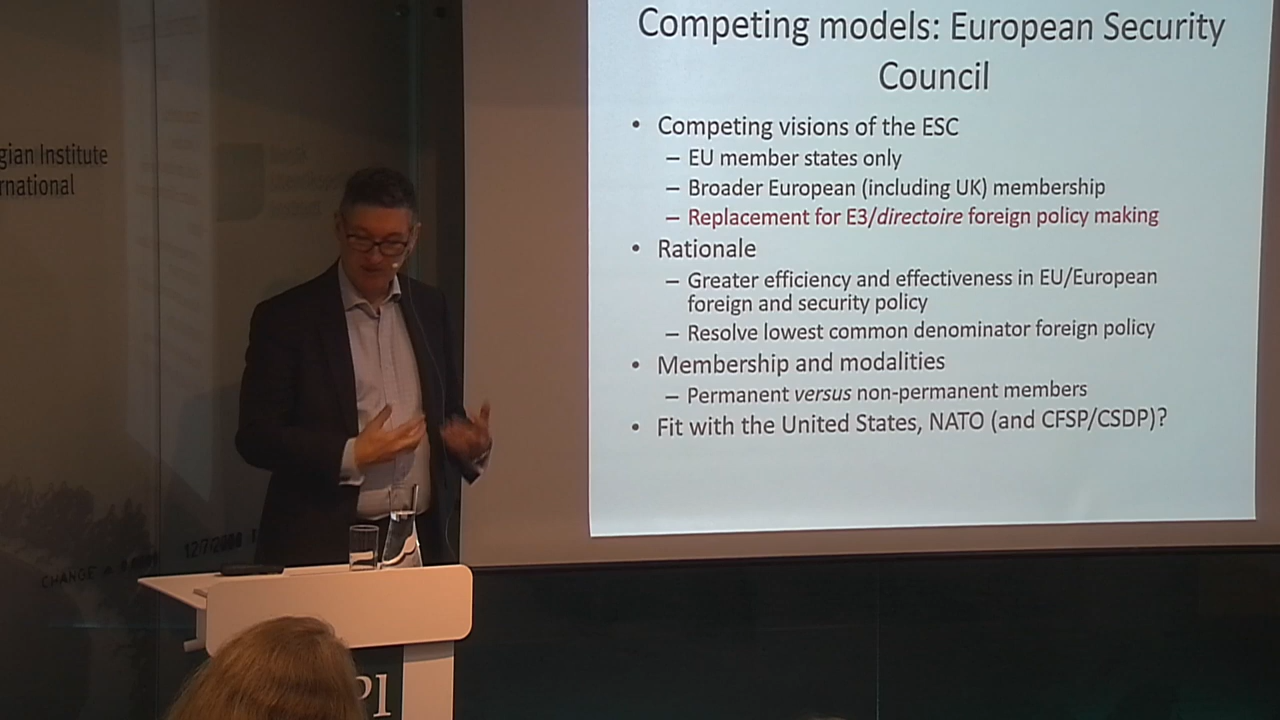 Competing models: European Security
Council
• Competing visions of the ESC
– EU member states only
– Broader European (including UK) membership
– Replacement for E3/directoire foreign policy making
• Rationale
– Greater efficiency and effectiveness in EU/European
foreign and security policy
– Resolve lowest common denominator foreign policy
• Membership and modalities
– Permanent versus non-permanent members
• Fit with the United States, NATO (and CFSP/CSDP)?
gian Institute
rnational
CHANGE
PI